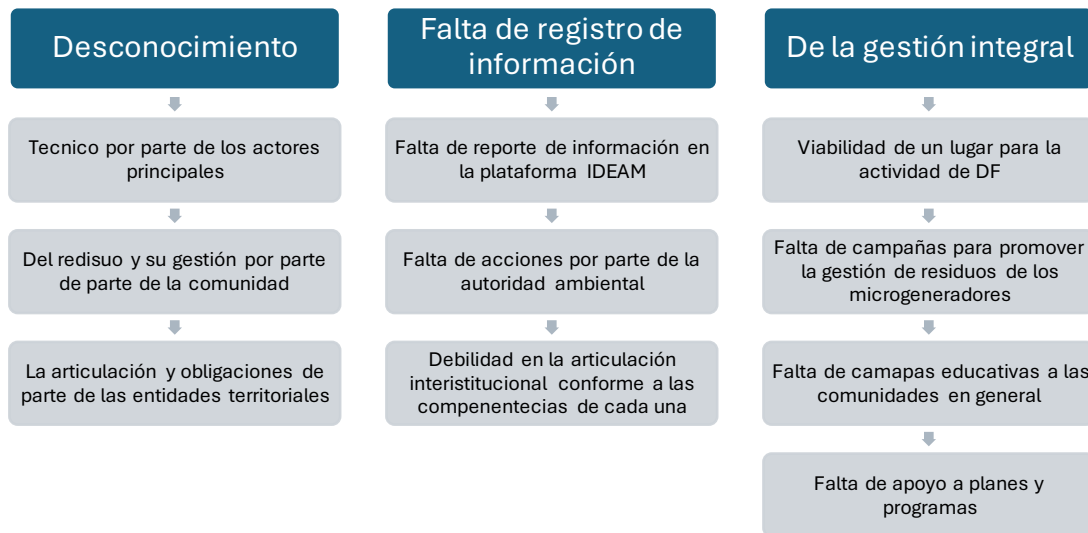 Desconocimiento
Tecnico por parte de los actores
principales
Del redisuo y su gestión por parte
de parte de la comunidad
La articulación y obligaciones de
parte de las entidades territoriales
Falta de registro de
información
Falta de reporte de información en
la plataforma IDEAM
Falta de acciones por parte de la
autoridad ambiental
Debilidad en la articulación
interistitucional conforme a las
compenentecias de cada una
De la gestión integral
Viabilidad de un lugar para la
actividad de DF
Falta de campañas para promover
la gestión de residuos de los
microgeneradores
Falta de camapas educativas a las
comunidades en general
Falta de apoyo a planes y
programas